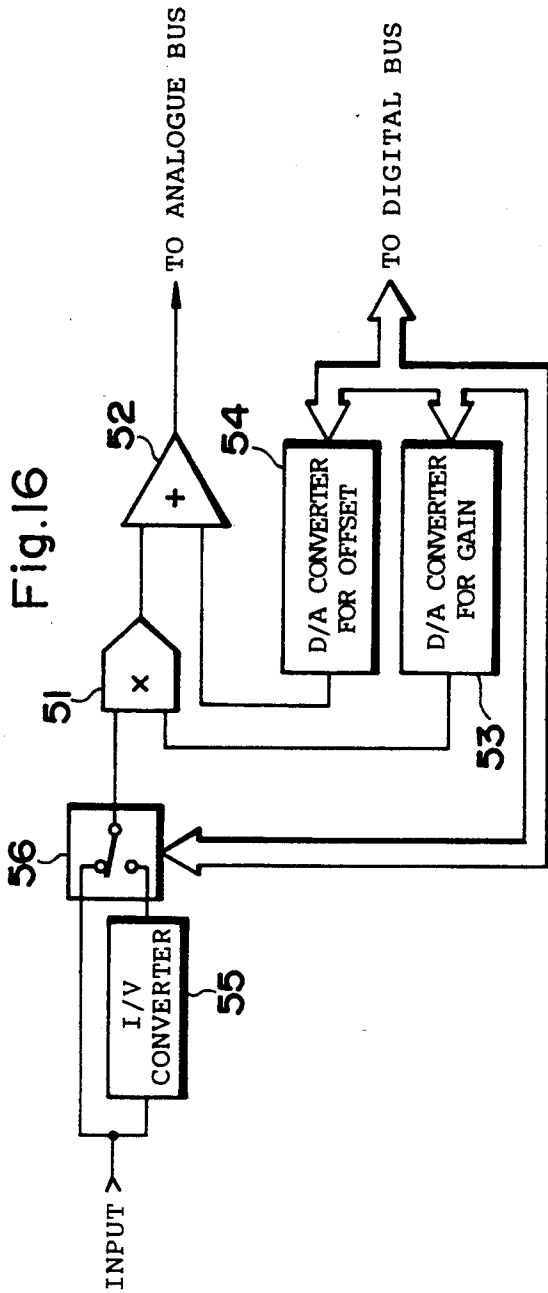 Fig.16
INPUT
I/V
CONVERTER
55
56
51
×
52
+
TO ANALOGUE BUS
54
D/A CONVERTER
FOR OFFSET
D/A CONVERTER
FOR GAIN
53
TO DIGITAL BUS